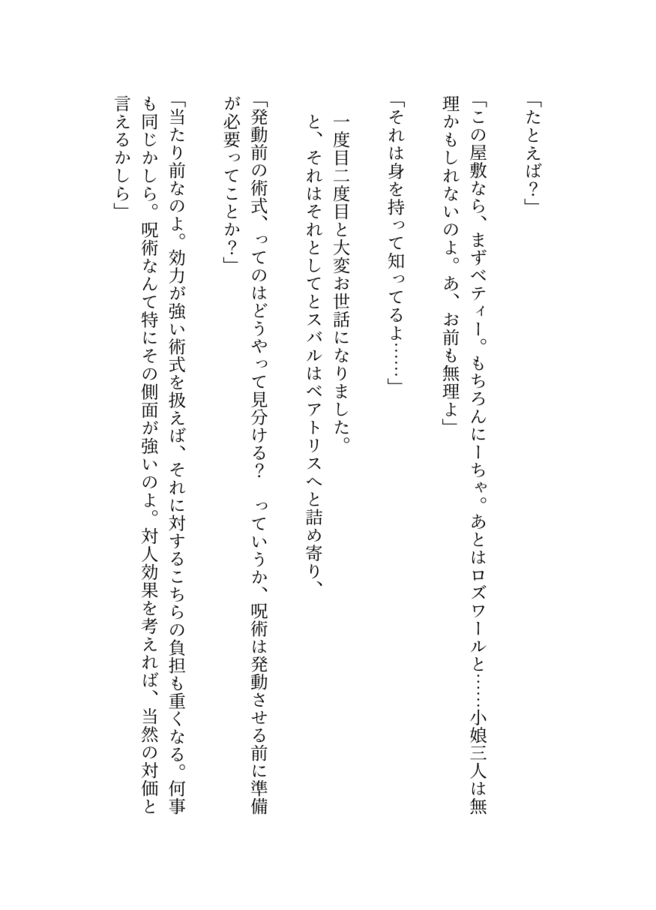 「たとえば？」
「この屋敷なら、まずベティー。もちろんにーちゃ。あとはロズワールと……小娘三人は無
理かもしれないのよ。あ、お前も無理よ」
「それは身を持って知ってるよ……」
一度目二度目と大変お世話になりました。
と、それはそれとしてとスバルはベアトリスへと詰め寄り、
「発動前の術式、ってのはどうやって見分ける？　っていうか、呪術は発動させる前に準備
が必要ってことか？」
「当たり前なのよ。効力が強い術式を扱えば、それに対するこちらの負担も重くなる。何事
も同じかしら。呪術なんて特にその側面が強いのよ。対人効果を考えれば、当然の対価と
言えるかしら」